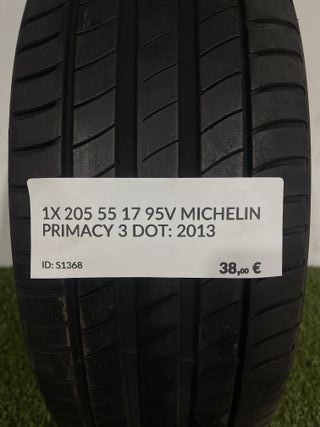 1X 205 55 17 95V MICHELIN
PRIMACY 3 DOT: 2013
ID: S1368 38,00 €